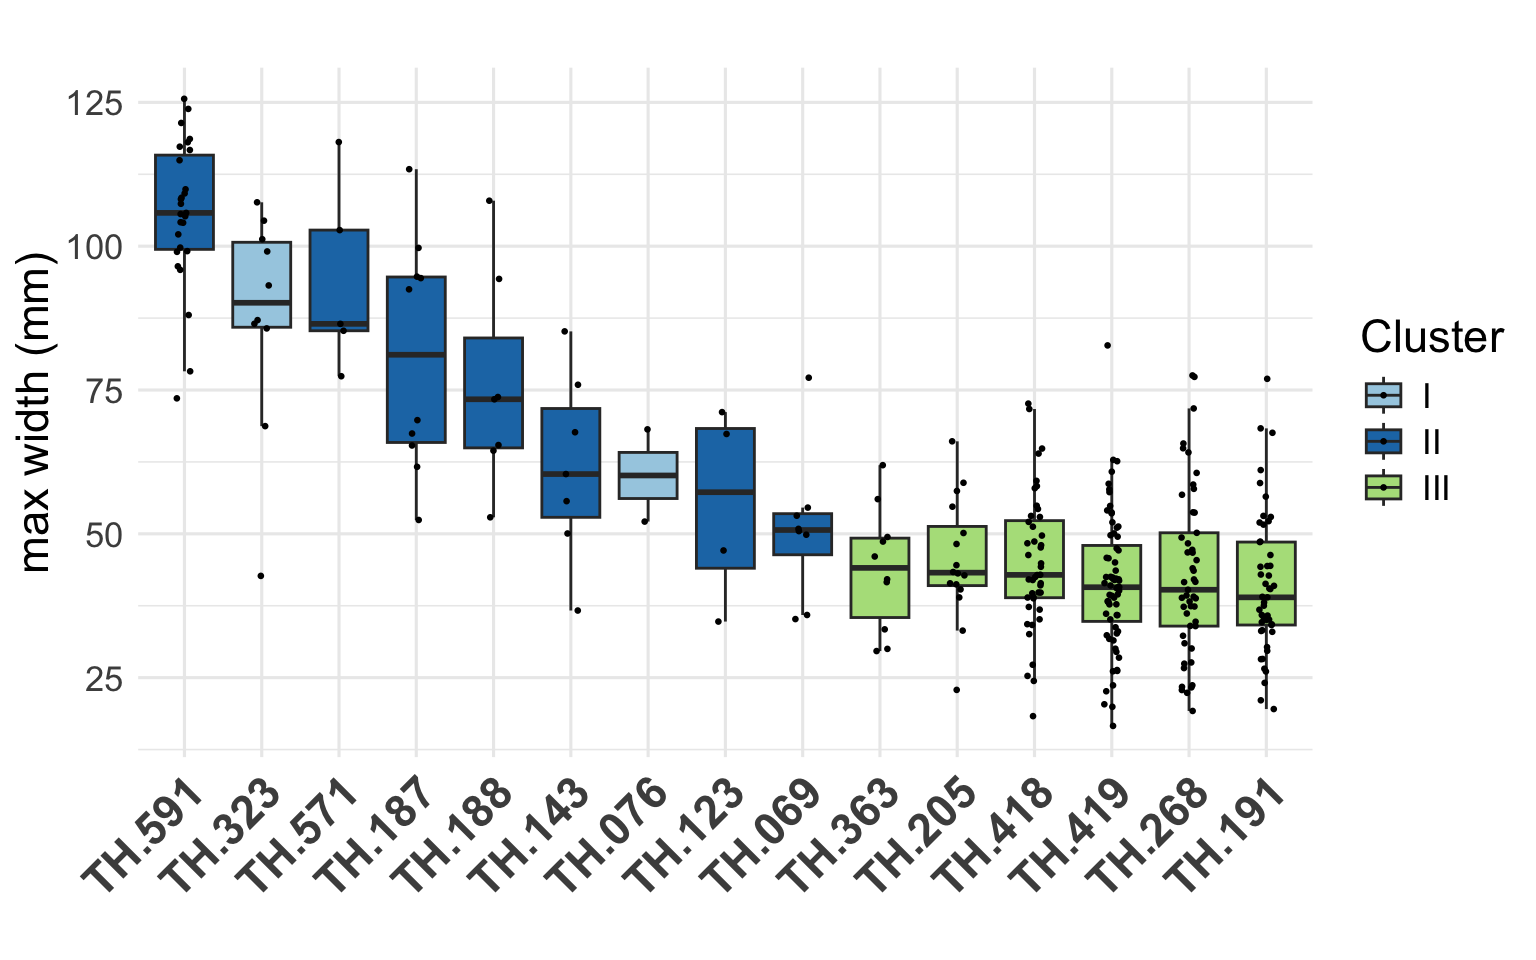 max width (mm)
125
100
75
50
25
TH.591
TH.323
TH.571
TH.187
TH.188
TH.143
TH.076
TH.123
TH.069
TH.363
TH.205
TH.418
TH.419
TH.268
TH.191
Cluster
I
II
III